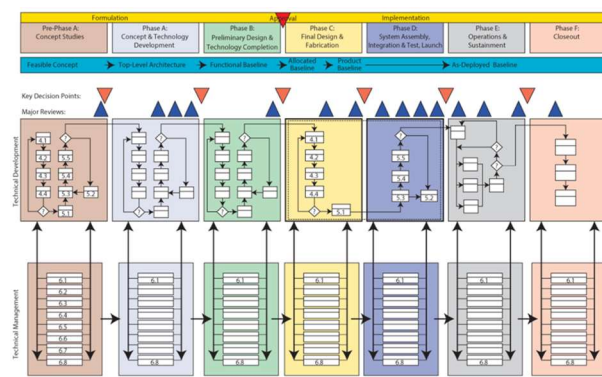 Formulation
Approval
Implementation
Pre-Phase A:
Concept Studies
Phase A:
Concept & Technology
Development
Phase B:
Preliminary Design &
Technology Completion
Phase C:
Final Design &
Fabrication
Phase D:
System Assembly,
Integration & Test, Launch
Phase E:
Operations &
Sustainment
Phase F:
Closeout
Feasible Concept
Top-Level Architecture
Functional Baseline
Allocated
Baseline
Product
Baseline
As-Deployed Baseline
Key Decision Points:
Major Reviews:
Technical Development
4.1
?
4.2
5.5
4.3
5.4
4.4
5.3
5.2
?
5.1
?
?
?
?
4.1
4.2
4.3
4.4
?
5.1
?
5.5
5.4
5.3
5.2
?
?
Technical Management
6.1
6.2
6.3
6.4
6.5
6.6
6.7
6.8
6.1
6.8
6.1
6.8
6.1
6.8
6.1
6.8
6.1
6.8
6.1
6.8